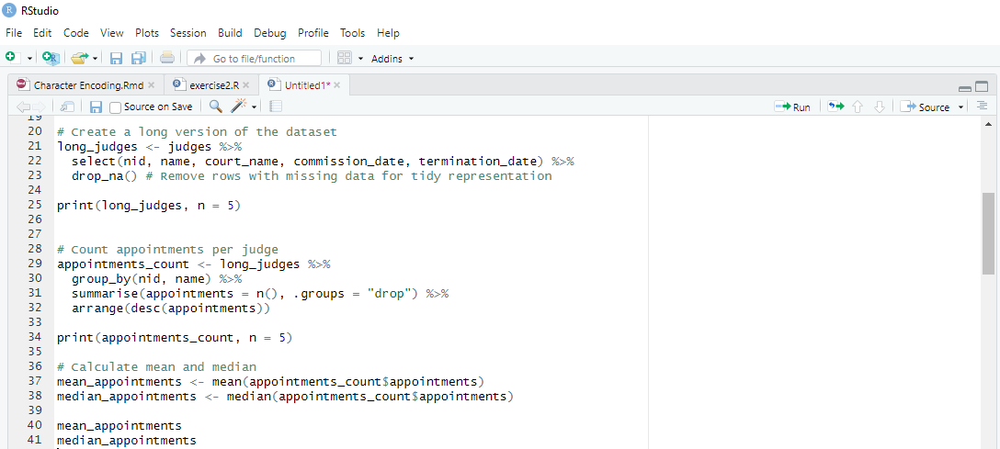 RStudio
File Edit Code View Plots Session Build Debug Profile Tools Help
Go to file/function Addins
Character Encoding.Rmd exercise2.R Untitled1*
Source on Save Run Source
19
20 # Create a long version of the dataset
21 long_judges <- judges %>%
22 select(nid, name, court_name, commission_date, termination_date) %>%
23 drop_na() # Remove rows with missing data for tidy representation
24
25 print(long_judges, n = 5)
26
27
28 # Count appointments per judge
29 appointments_count <- long_judges %>%
30 group_by(nid, name) %>%
31 summarise(appointments = n(), .groups = "drop") %>%
32 arrange(desc(appointments))
33
34 print(appointments_count, n = 5)
35
36 # Calculate mean and median
37 mean_appointments <- mean(appointments_count$appointments)
38 median_appointments <- median(appointments_count$appointments)
39
40 mean_appointments
41 median_appointments